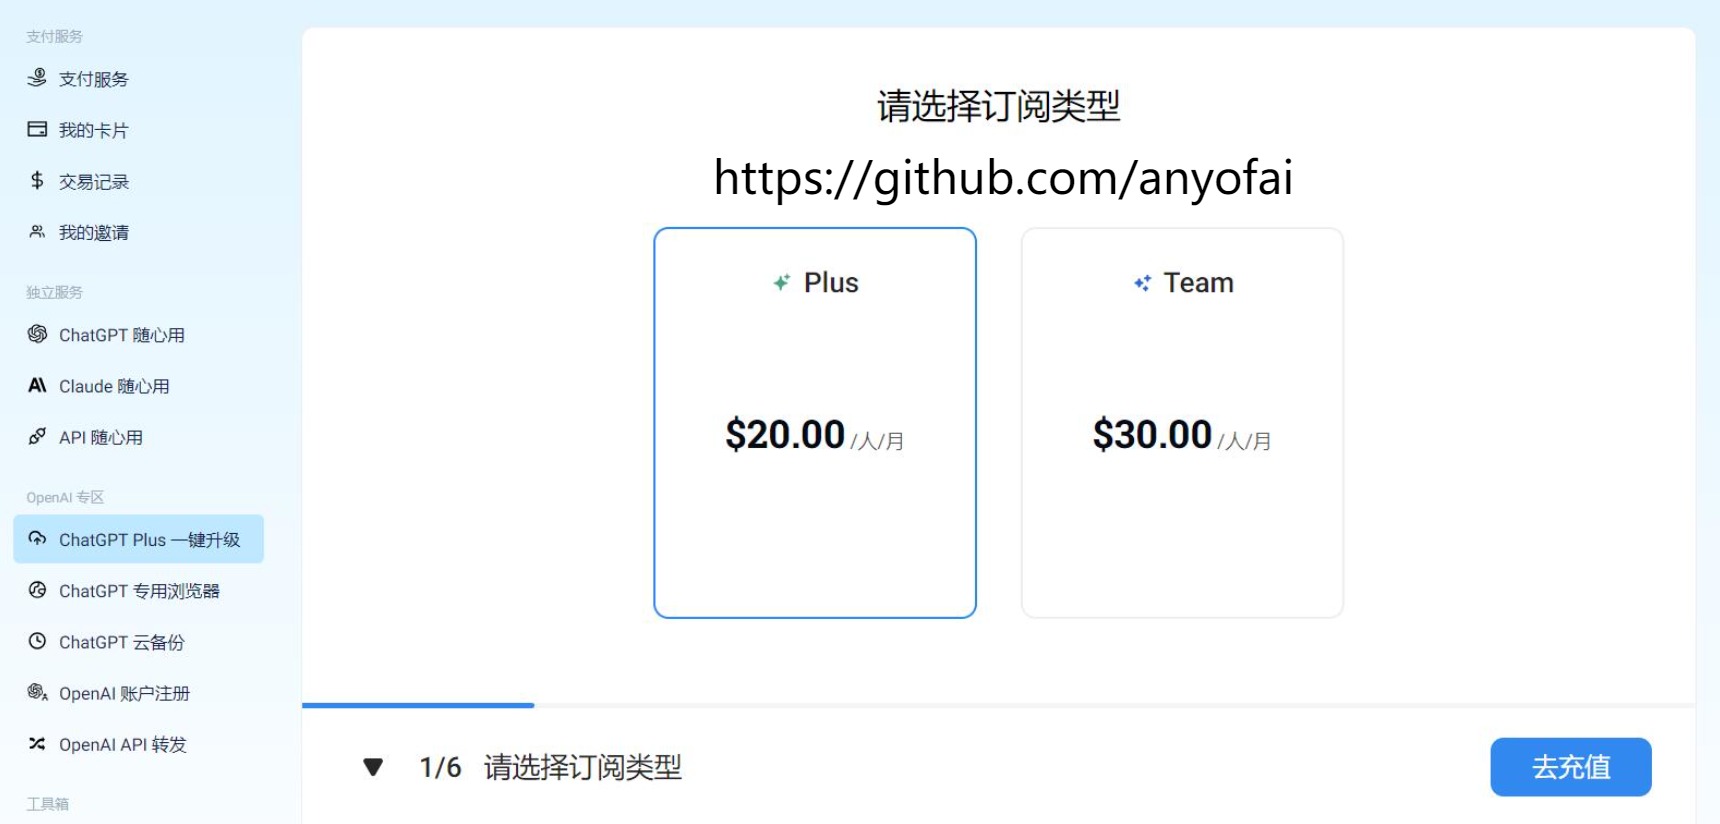 支付服务
支付服务
我的卡片
交易记录
我的邀请
独立服务
ChatGPT 随心用
Claude 随心用
API 随心用
OpenAI 专区
ChatGPT Plus 一键升级
ChatGPT 专用浏览器
ChatGPT 云备份
OpenAI 账户注册
OpenAI API 转发
工具箱
请选择订阅类型
https://github.com/anyofai
Plus
$20.00 /人/月
Team
$30.00 /人/月
1/6 请选择订阅类型
去充值